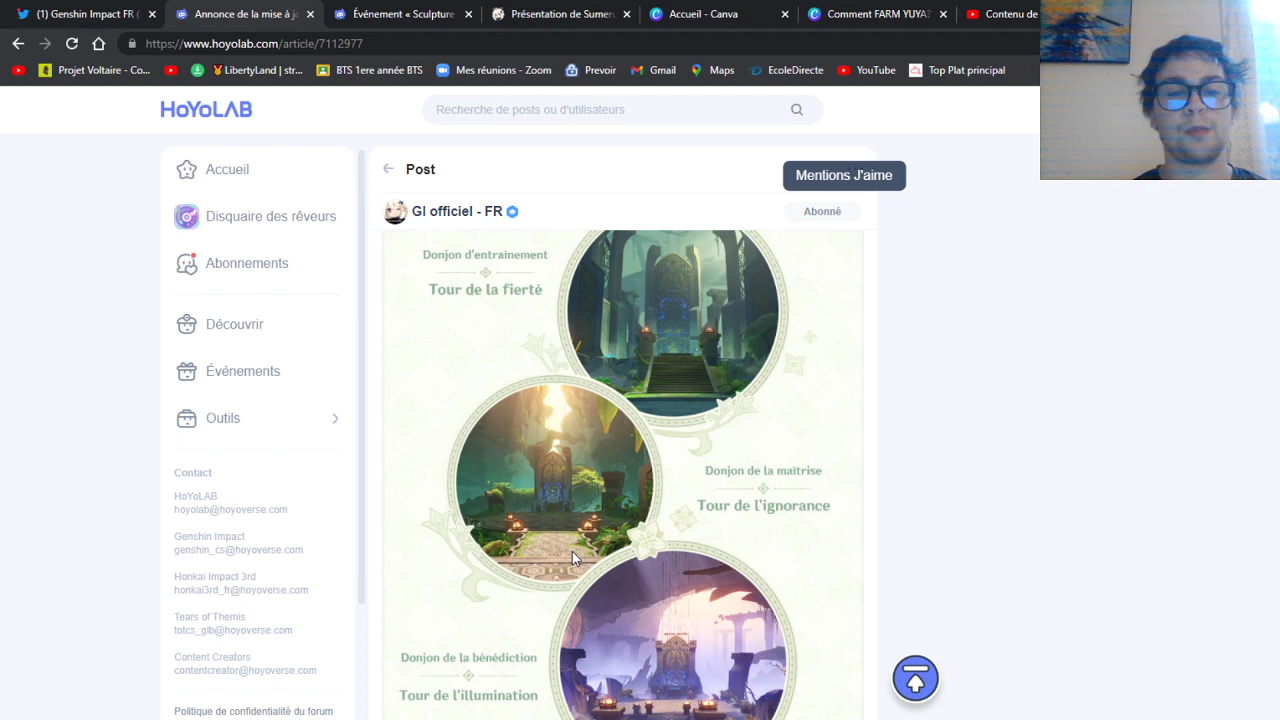 (1) Genshin Impact FR (
Annonce de la mise à jo
Événement « Sculpture
Présentation de Sumer
Accueil - Canva
Comment FARM YUYA?
Contenu de
https://www.hoyolab.com/article/7112977
Projet Voltaire - Co...
LibertyLand | str...
BTS 1ere année BTS
Mes réunions - Zoom
Prevoir
Gmail
Maps
EcoleDirecte
YouTube
Top Plat principal
HoYoLAB
Recherche de posts ou d'utilisateurs
Accueil
Disquaire des rêveurs
Abonnements
Découvrir
Événements
Outils
Contact
HoYoLAB
hoyolab@hoyoverse.com
Genshin Impact
genshin_cs@hoyoverse.com
Honkai Impact 3rd
honkai3rd_fr@hoyoverse.com
Tears of Themis
totcs_glb@hoyoverse.com
Content Creators
contentcreator@hoyoverse.com
Politique de confidentialité du forum
Post
Mentions J'aime
GI officiel - FR
Abonné
Donjon d'entraînement
Tour de la fierté
Donjon de la maîtrise
Tour de l'ignorance
Donjon de la bénédiction
Tour de l'illumination